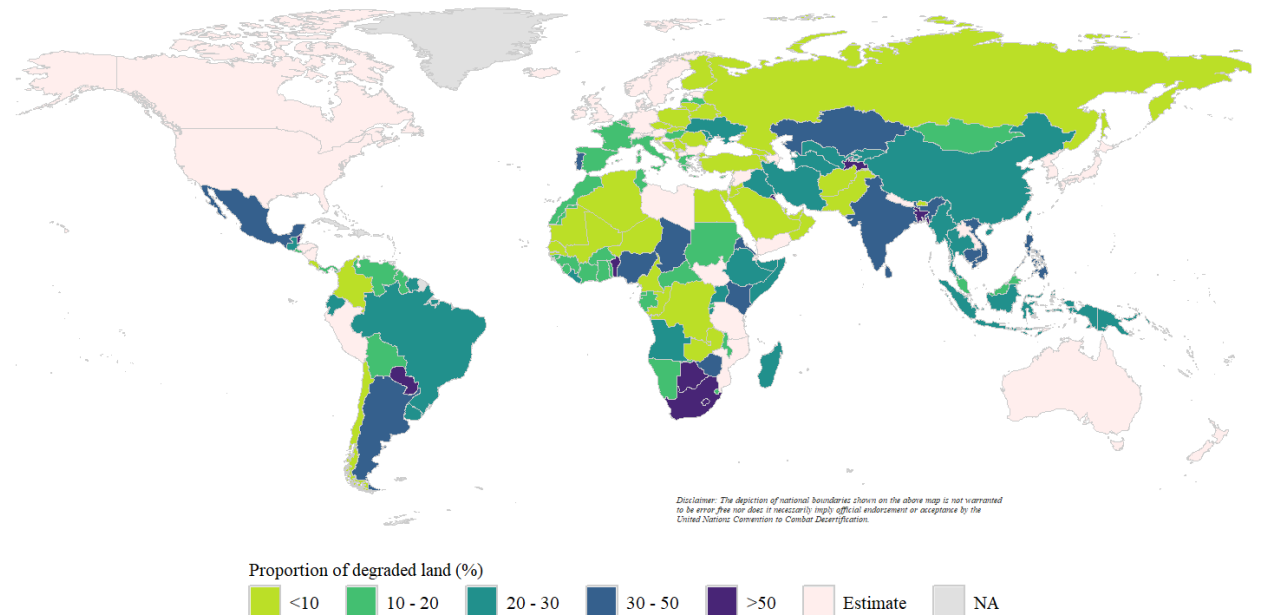 Disclaimer: The depiction of national boundaries shown on the above map is not warranted
to be error free nor does it necessarily imply official endorsement or acceptance by the
United Nations Convention to Combat Desertification.
Proportion of degraded land (%)
<10 10 - 20 20 - 30 30 - 50 >50 Estimate NA